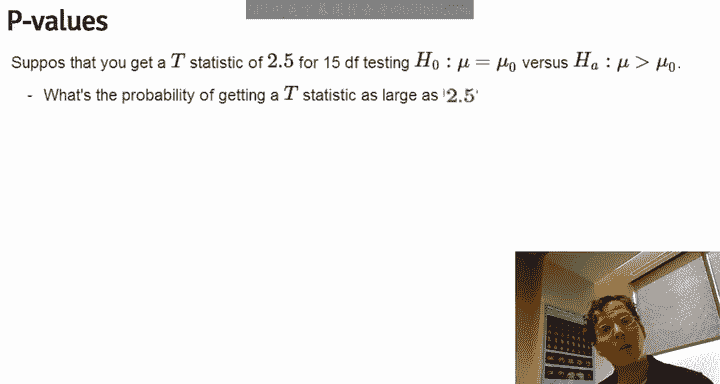 P-values
Suppos that you get a T statistic of 2.5 for 15 df testing H₀ : μ = μ₀ versus Hₐ : μ > μ₀.
- What's the probability of getting a T statistic as large as '2.5'